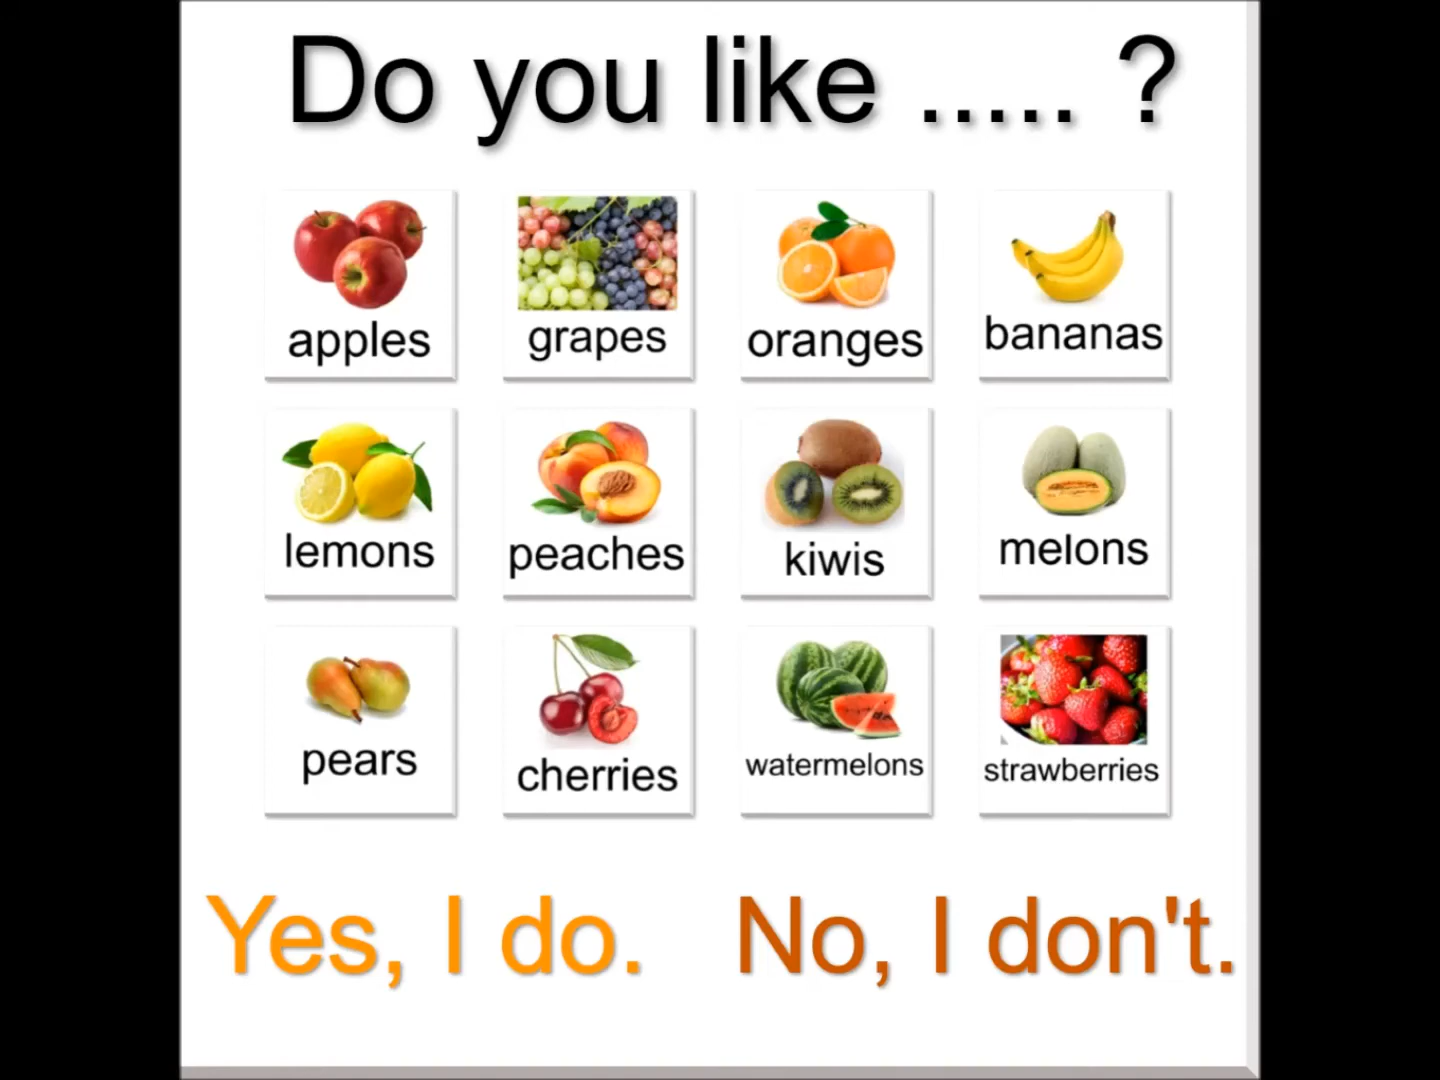 Do you like ..... ?
apples grapes oranges bananas
lemons peaches kiwis melons
pears cherries watermelons strawberries
Yes, I do. No, I don't.